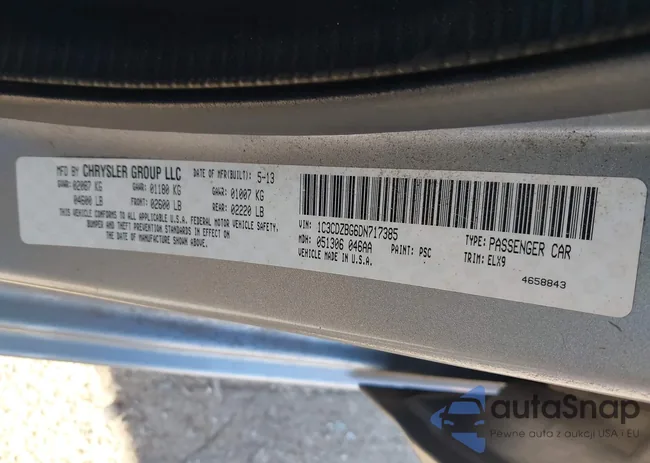 MFD BY CHRYSLER GROUP LLC DATE OF MFR(BUILT): 5-13
GVWR: 02087 KG GAWR: 01180 KG GAWR: 01007 KG
04600 LB FRONT: 02600 LB REAR: 02220 LB
THIS VEHICLE CONFORMS TO ALL APPLICABLE U.S.A. FEDERAL MOTOR VEHICLE SAFETY,
BUMPER AND THEFT PREVENTION STANDARDS IN EFFECT ON
THE DATE OF MANUFACTURE SHOWN ABOVE.
VIN: 1C3CDZBG6DN717385
TYPE: PASSENGER CAR
MDH: 051306 046AA PAINT: PSC TRIM: ELX9
VEHICLE MADE IN U.S.A.
4658843
autoSnap
Pewne auta z aukcji USA i EU